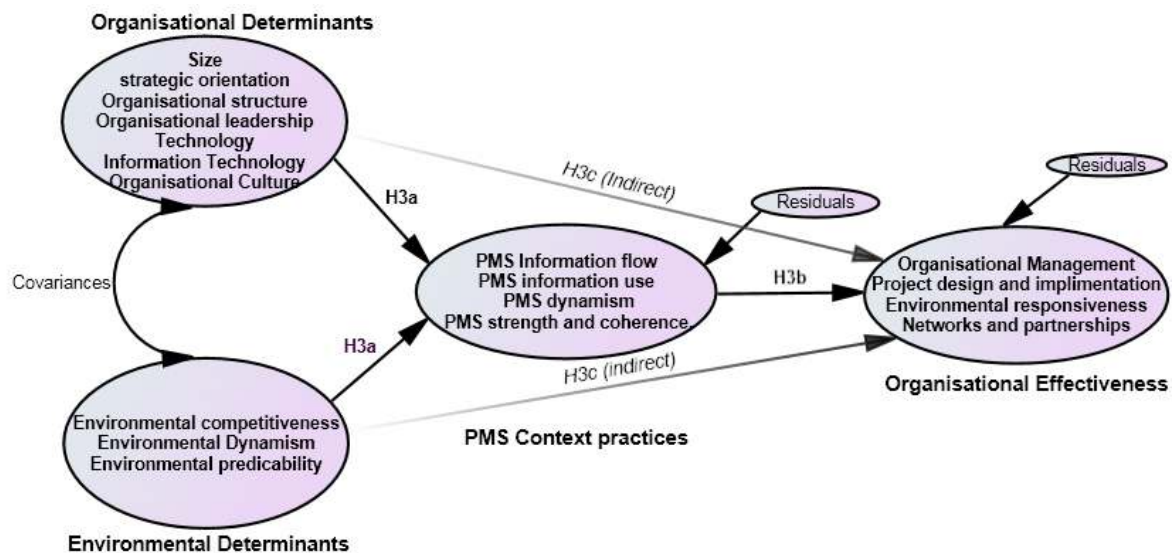 Organisational Determinants
Size
strategic orientation
Organisational structure
Organisational leadership
Technology
Information Technology
Organisational Culture
H3a
H3c (Indirect)
Residuals
Residuals
Covariances
PMS Information flow
PMS information use
PMS dynamism
PMS strength and coherence
H3b
Organisational Management
Project design and implimentation
Environmental responsiveness
Networks and partnerships
Organisational Effectiveness
H3a
H3c (indirect)
Environmental competitiveness
Environmental Dynamism
Environmental predicability
PMS Context practices
Environmental Determinants